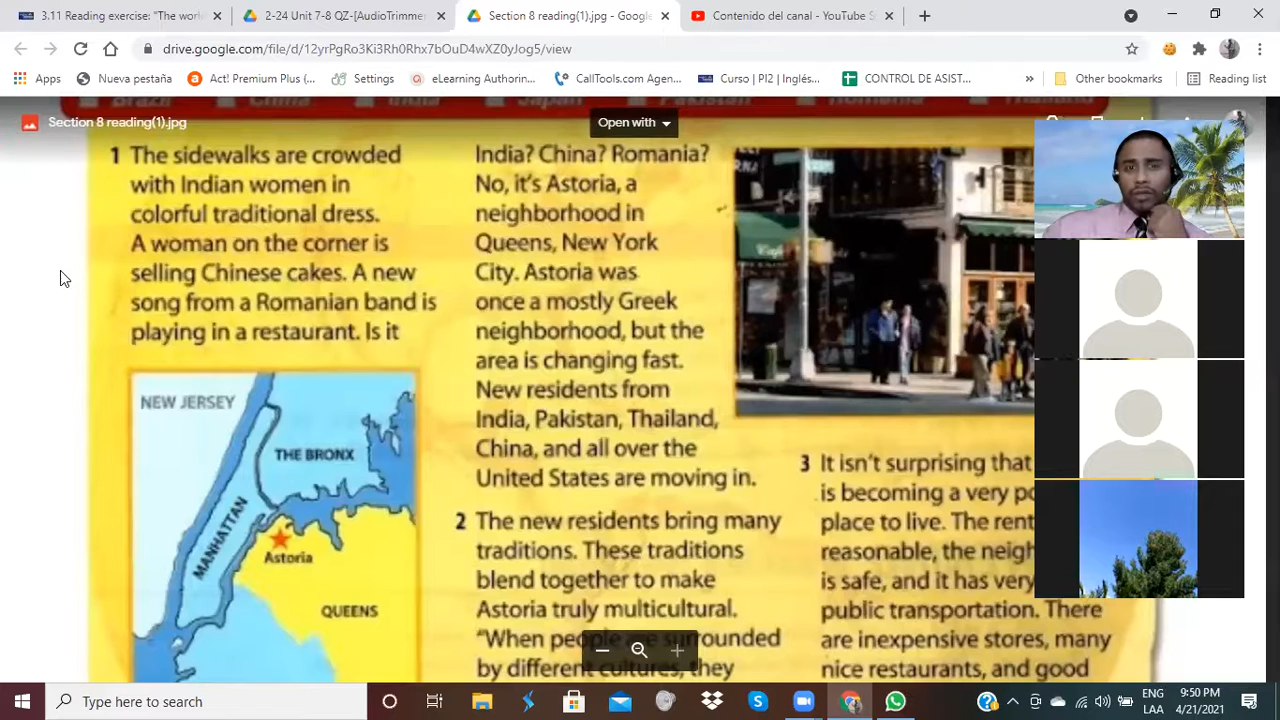 3.11 Reading exercise: "The work
2-24 Unit 7-8 QZ-[AudioTrimmer
Section 8 reading(1).jpg - Google
Contenido del canal - YouTube S
drive.google.com/file/d/12yrPgRo3Ki3Rh0Rhx7bOuD4wXZ0yJog5/view
Apps
Nueva pestaña
Act! Premium Plus (...
Settings
eLearning Authorin...
CallTools.com Agen...
Curso | PI2 | Inglés...
CONTROL DE ASIST...
»
Other bookmarks
Reading list
Brazil China India Japan Pakistan Romania Thailand
Section 8 reading(1).jpg
Open with
1 The sidewalks are crowded
with Indian women in
colorful traditional dress.
A woman on the corner is
selling Chinese cakes. A new
song from a Romanian band is
playing in a restaurant. Is it
NEW JERSEY
THE BRONX
MANHATTAN
Astoria
QUEENS
India? China? Romania?
No, it's Astoria, a
neighborhood in
Queens, New York
City. Astoria was
once a mostly Greek
neighborhood, but the
area is changing fast.
New residents from
India, Pakistan, Thailand,
China, and all over the
United States are moving in.
2 The new residents bring many
traditions. These traditions
blend together to make
Astoria truly multicultural.
"When people are surrounded
by different cultures, they
3 It isn't surprising that
is becoming a very po
place to live. The rent
reasonable, the neigh
is safe, and it has very
public transportation. There
are inexpensive stores, many
nice restaurants, and good
Type here to search
ENG
LAA
9:50 PM
4/21/2021